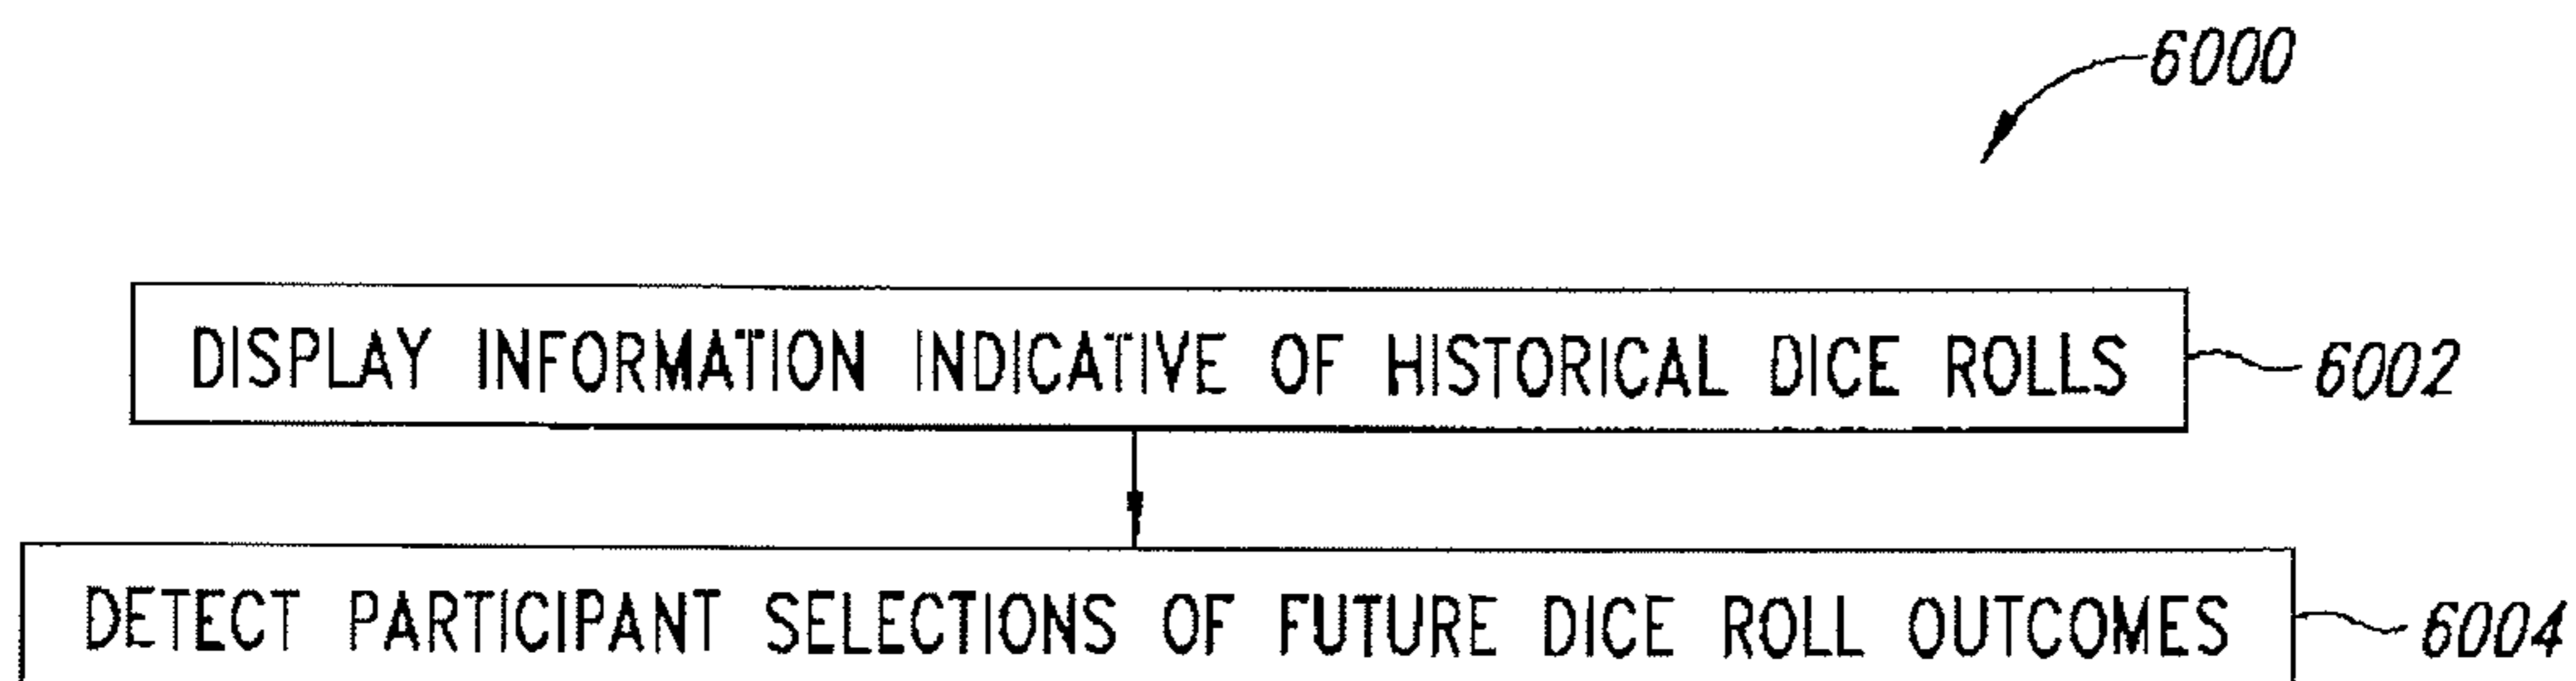 6000
DISPLAY INFORMATION INDICATIVE OF HISTORICAL DICE ROLLS 6002
DETECT PARTICIPANT SELECTIONS OF FUTURE DICE ROLL OUTCOMES 6004